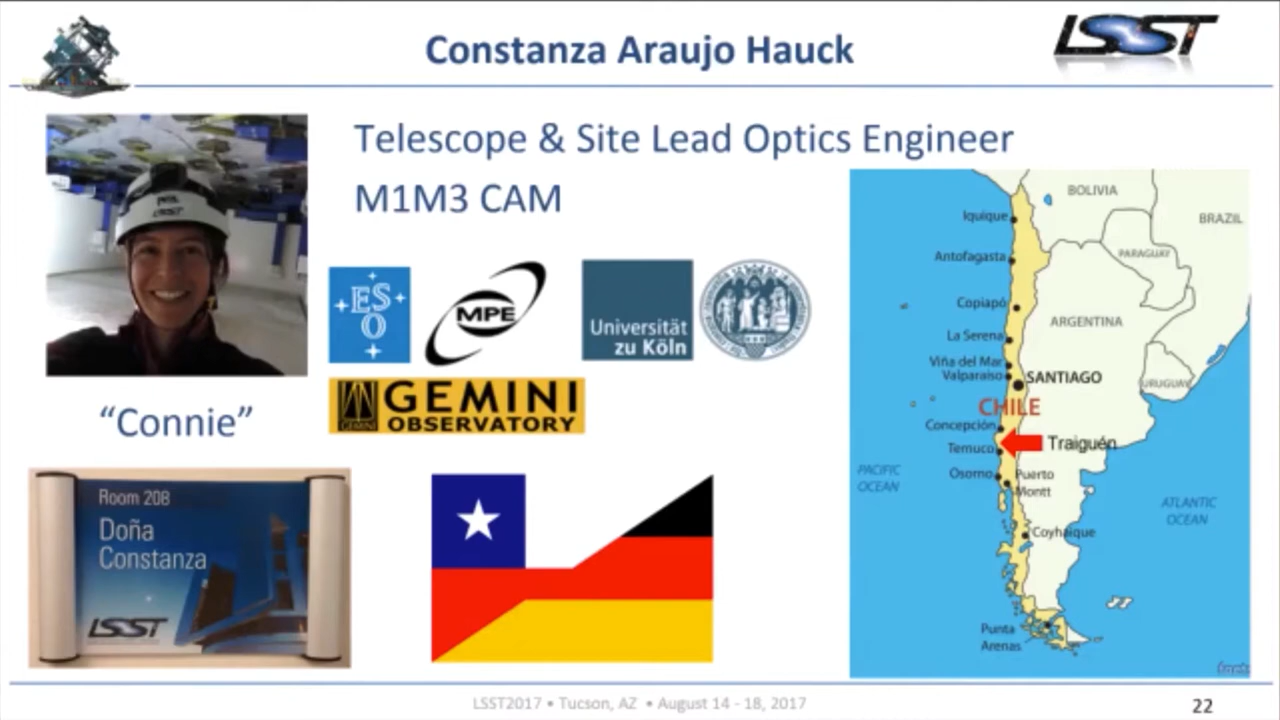 Constanza Araujo Hauck
LSST
Telescope & Site Lead Optics Engineer
M1M3 CAM
PETZL
LSST
ESO
MPE
Universität
zu Köln
GEMINI
OBSERVATORY
GEMINI
“Connie”
Room 208
Doña
Constanza
LSST
BOLIVIA
BRAZIL
Iquique
PARAGUAY
Antofagasta
Copiapó
ARGENTINA
La Serena
Viña del Mar
Valparaíso
SANTIAGO
URUGUAY
CHILE
Concepción
Traiguén
Temuco
PACIFIC
OCEAN
Osorno
Puerto
Montt
ATLANTIC
OCEAN
Coyhaique
Punta
Arenas
LSST2017 • Tucson, AZ • August 14 - 18, 2017
22